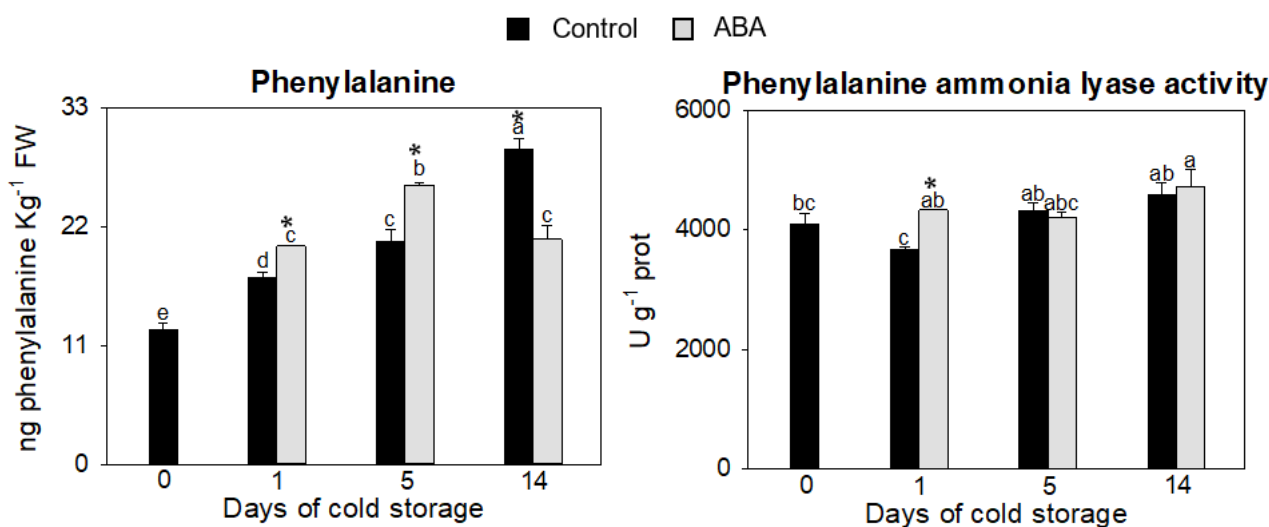 Control ABA
Phenylalanine
ng phenylalanine Kg⁻¹ FW
33
22
11
0
e
d
*
c
c
*
b
*
a
c
0 1 5 14
Days of cold storage
Phenylalanine ammonia lyase activity
U g⁻¹ prot
6000
4000
2000
0
bc
c
*
ab
ab
abc
ab
a
0 1 5 14
Days of cold storage